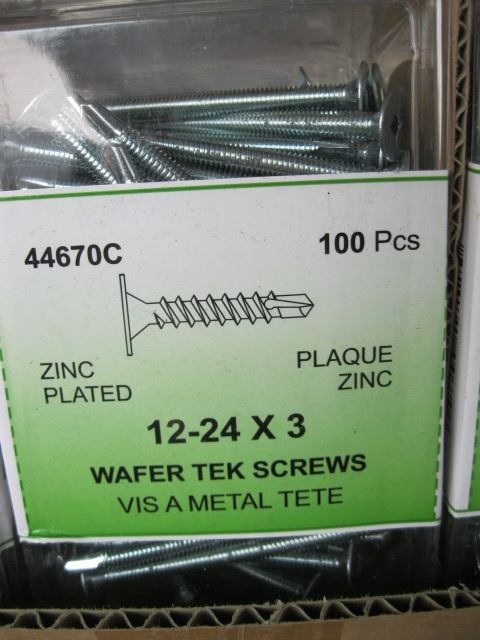 44670C
100 Pcs
ZINC
PLATED
PLAQUE
ZINC
12-24 X 3
WAFER TEK SCREWS
VIS A METAL TETE